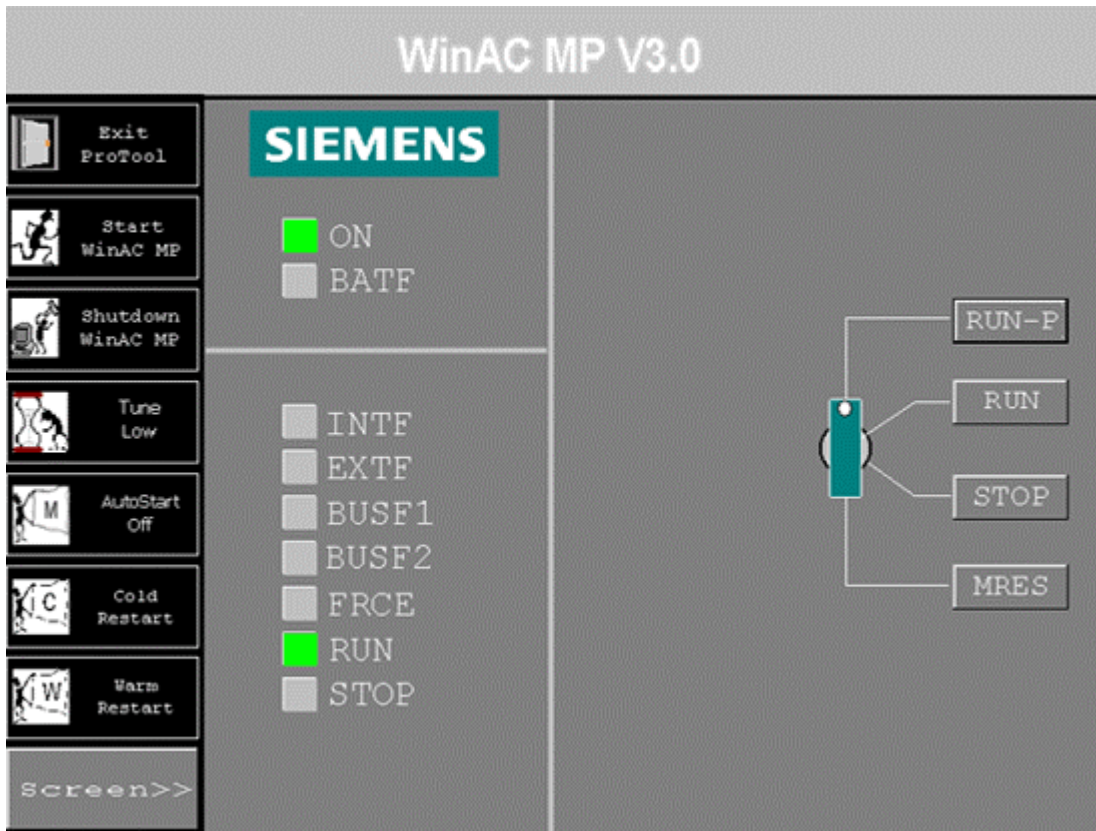 WinAC MP V3.0
Exit
ProTool
Start
WinAC MP
Shutdown
WinAC MP
Tune
Low
M
AutoStart
Off
C
Cold
Restart
W
Warm
Restart
Screen>>
SIEMENS
ON
BATF
INTF
EXTF
BUSF1
BUSF2
FRCE
RUN
STOP
RUN-P
RUN
STOP
MRES